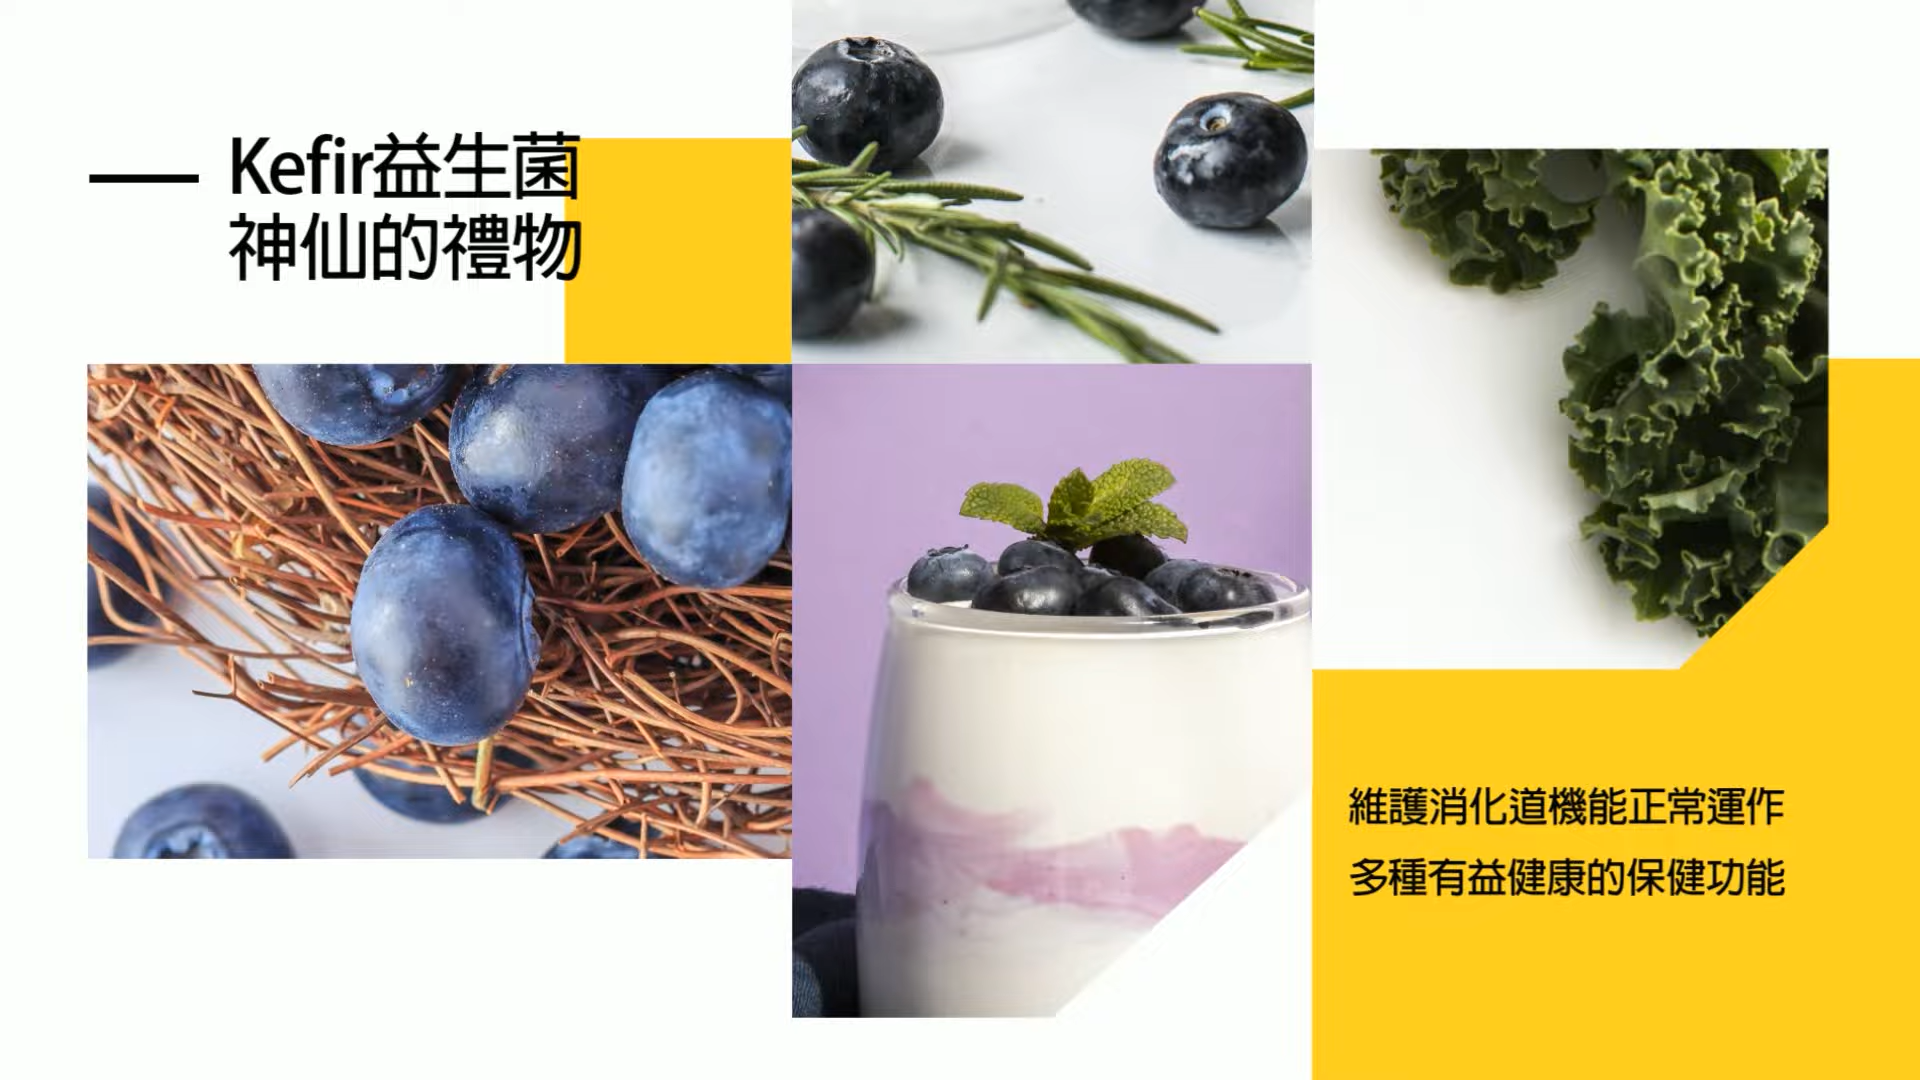 Kefir益生菌
神仙的禮物
維護消化道機能正常運作
多種有益健康的保健功能